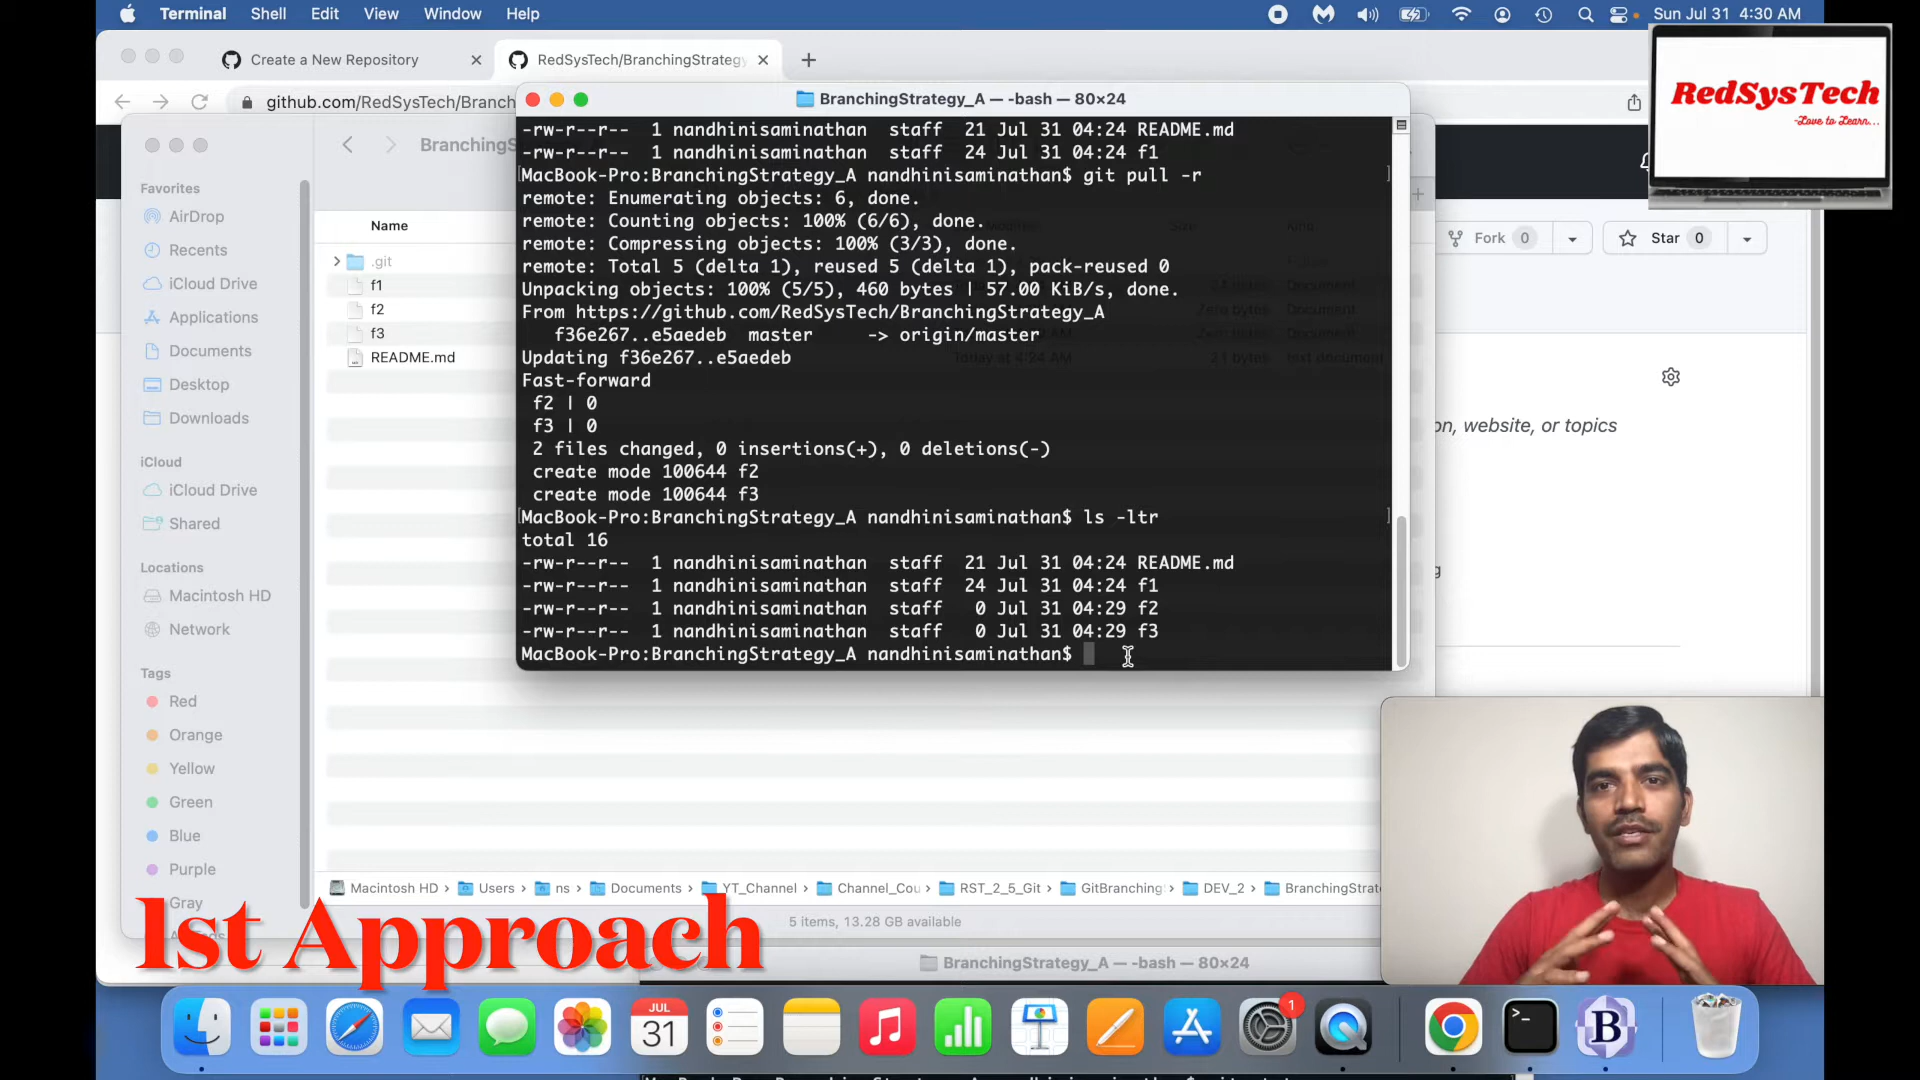 Terminal Shell Edit View Window Help Sun Jul 31 4:30 AM
Create a New Repository
RedSysTech/BranchingStrategy
github.com/RedSysTech/Branch
RedSysTech
-Love to Learn...
BranchingStrategy_A — -bash — 80×24
-rw-r--r-- 1 nandhinisaminathan staff 21 Jul 31 04:24 README.md
-rw-r--r-- 1 nandhinisaminathan staff 24 Jul 31 04:24 f1
MacBook-Pro:BranchingStrategy_A nandhinisaminathan$ git pull -r
remote: Enumerating objects: 6, done.
remote: Counting objects: 100% (6/6), done.
remote: Compressing objects: 100% (3/3), done.
remote: Total 5 (delta 1), reused 5 (delta 1), pack-reused 0
Unpacking objects: 100% (5/5), 460 bytes | 57.00 KiB/s, done.
From https://github.com/RedSysTech/BranchingStrategy_A
f36e267..e5aedeb master -> origin/master
Updating f36e267..e5aedeb
Fast-forward
f2 | 0
f3 | 0
2 files changed, 0 insertions(+), 0 deletions(-)
create mode 100644 f2
create mode 100644 f3
MacBook-Pro:BranchingStrategy_A nandhinisaminathan$ ls -ltr
total 16
-rw-r--r-- 1 nandhinisaminathan staff 21 Jul 31 04:24 README.md
-rw-r--r-- 1 nandhinisaminathan staff 24 Jul 31 04:24 f1
-rw-r--r-- 1 nandhinisaminathan staff 0 Jul 31 04:29 f2
-rw-r--r-- 1 nandhinisaminathan staff 0 Jul 31 04:29 f3
MacBook-Pro:BranchingStrategy_A nandhinisaminathan$
Favorites
AirDrop
Recents
iCloud Drive
Applications
Documents
Desktop
Downloads
iCloud
iCloud Drive
Shared
Locations
Macintosh HD
Network
Tags
Red
Orange
Yellow
Green
Blue
Purple
Gray
BranchingS
Name
.git
f1
f2
f3
README.md
Fork 0
Star 0
on, website, or topics
Macintosh HD › Users › ns › Documents › YT_Channel › Channel_Cou › RST_2_5_Git › GitBranching › DEV_2 › BranchingStrat
5 items, 13.28 GB available
BranchingStrategy_A — -bash — 80×24
1st Approach
JUL
31
1